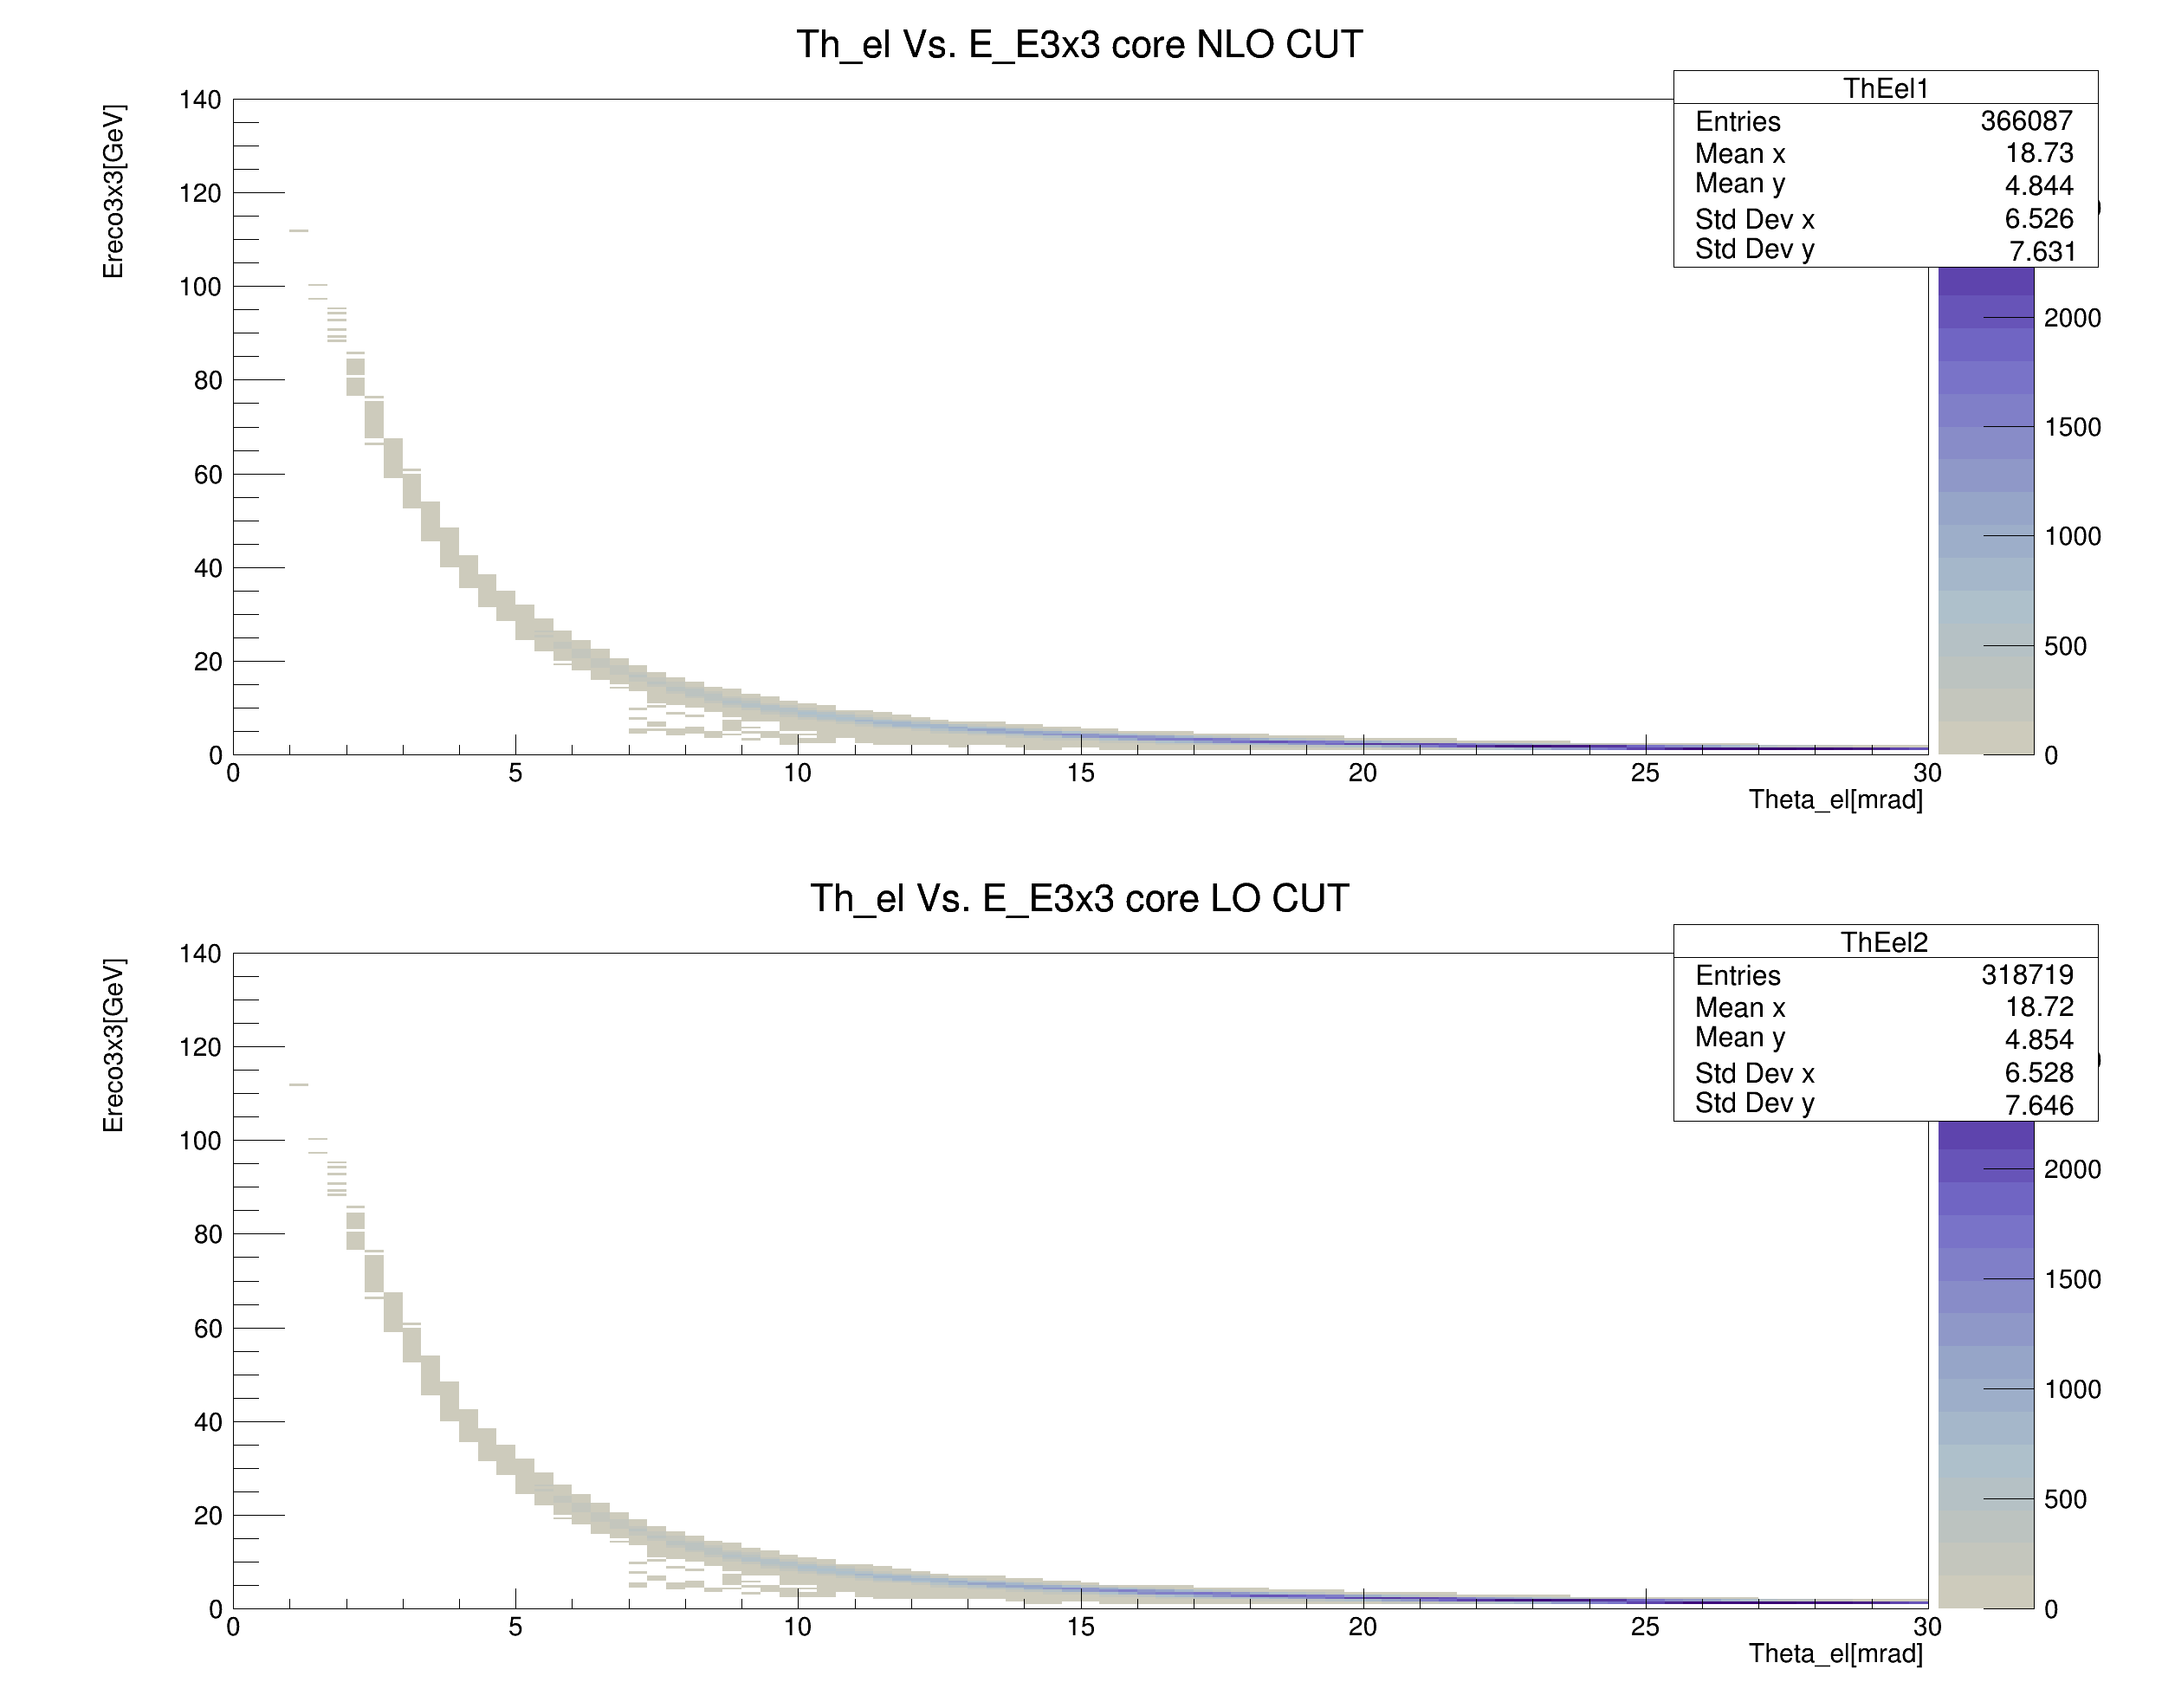 Th_el Vs. E_E3x3 core NLO CUT
ThEel1
Entries 366087
Mean x 18.73
Mean y 4.844
Std Dev x 6.526
Std Dev y 7.631
Ereco3x3[GeV]
140
120
100
80
60
40
20
0
0 5 10 15 20 25 30
Theta_el[mrad]
2000
1500
1000
500
0
Th_el Vs. E_E3x3 core LO CUT
ThEel2
Entries 318719
Mean x 18.72
Mean y 4.854
Std Dev x 6.528
Std Dev y 7.646
Ereco3x3[GeV]
140
120
100
80
60
40
20
0
0 5 10 15 20 25 30
Theta_el[mrad]
2000
1500
1000
500
0